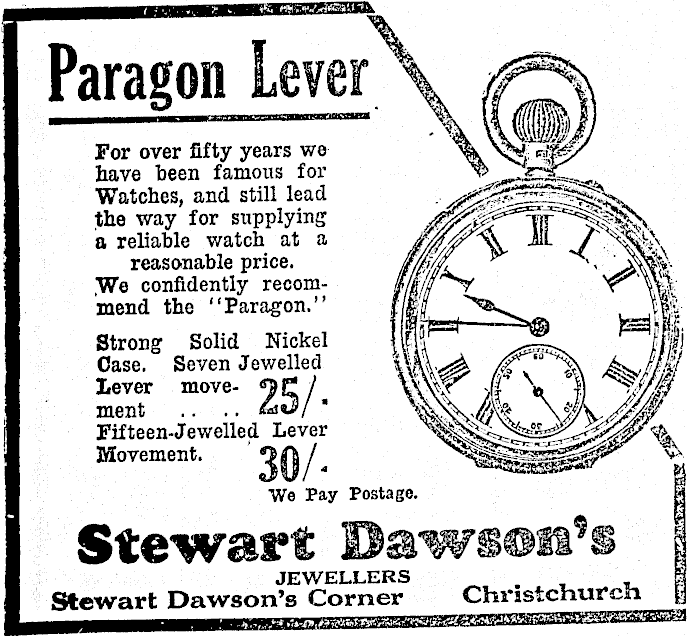 Paragon Lever
For over fifty years we
have been famous for
Watches, and still lead
the way for supplying
a reliable watch at a
reasonable price.
We confidently recom-
mend the "Paragon."
Strong Solid Nickel
Case. Seven Jewelled
Lever move-
ment .. .. 25/-
Fifteen-Jewelled Lever
Movement. 30/-
We Pay Postage.
Stewart Dawson's
JEWELLERS
Stewart Dawson's Corner Christchurch